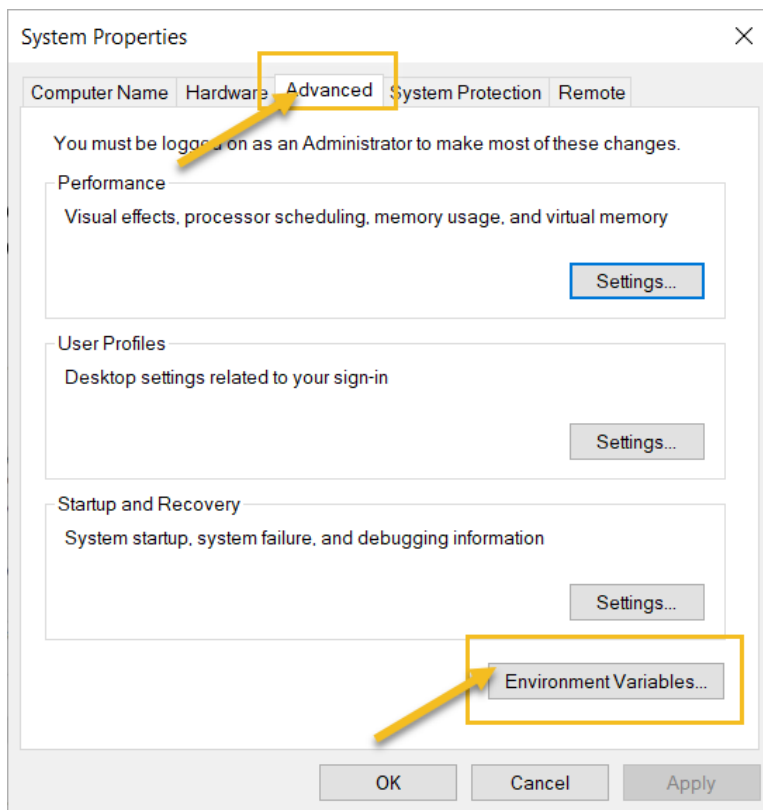 System Properties
Computer Name Hardware Advanced System Protection Remote
You must be logged on as an Administrator to make most of these changes.
Performance
Visual effects, processor scheduling, memory usage, and virtual memory
Settings...
User Profiles
Desktop settings related to your sign-in
Settings...
Startup and Recovery
System startup, system failure, and debugging information
Settings...
Environment Variables...
OK Cancel Apply